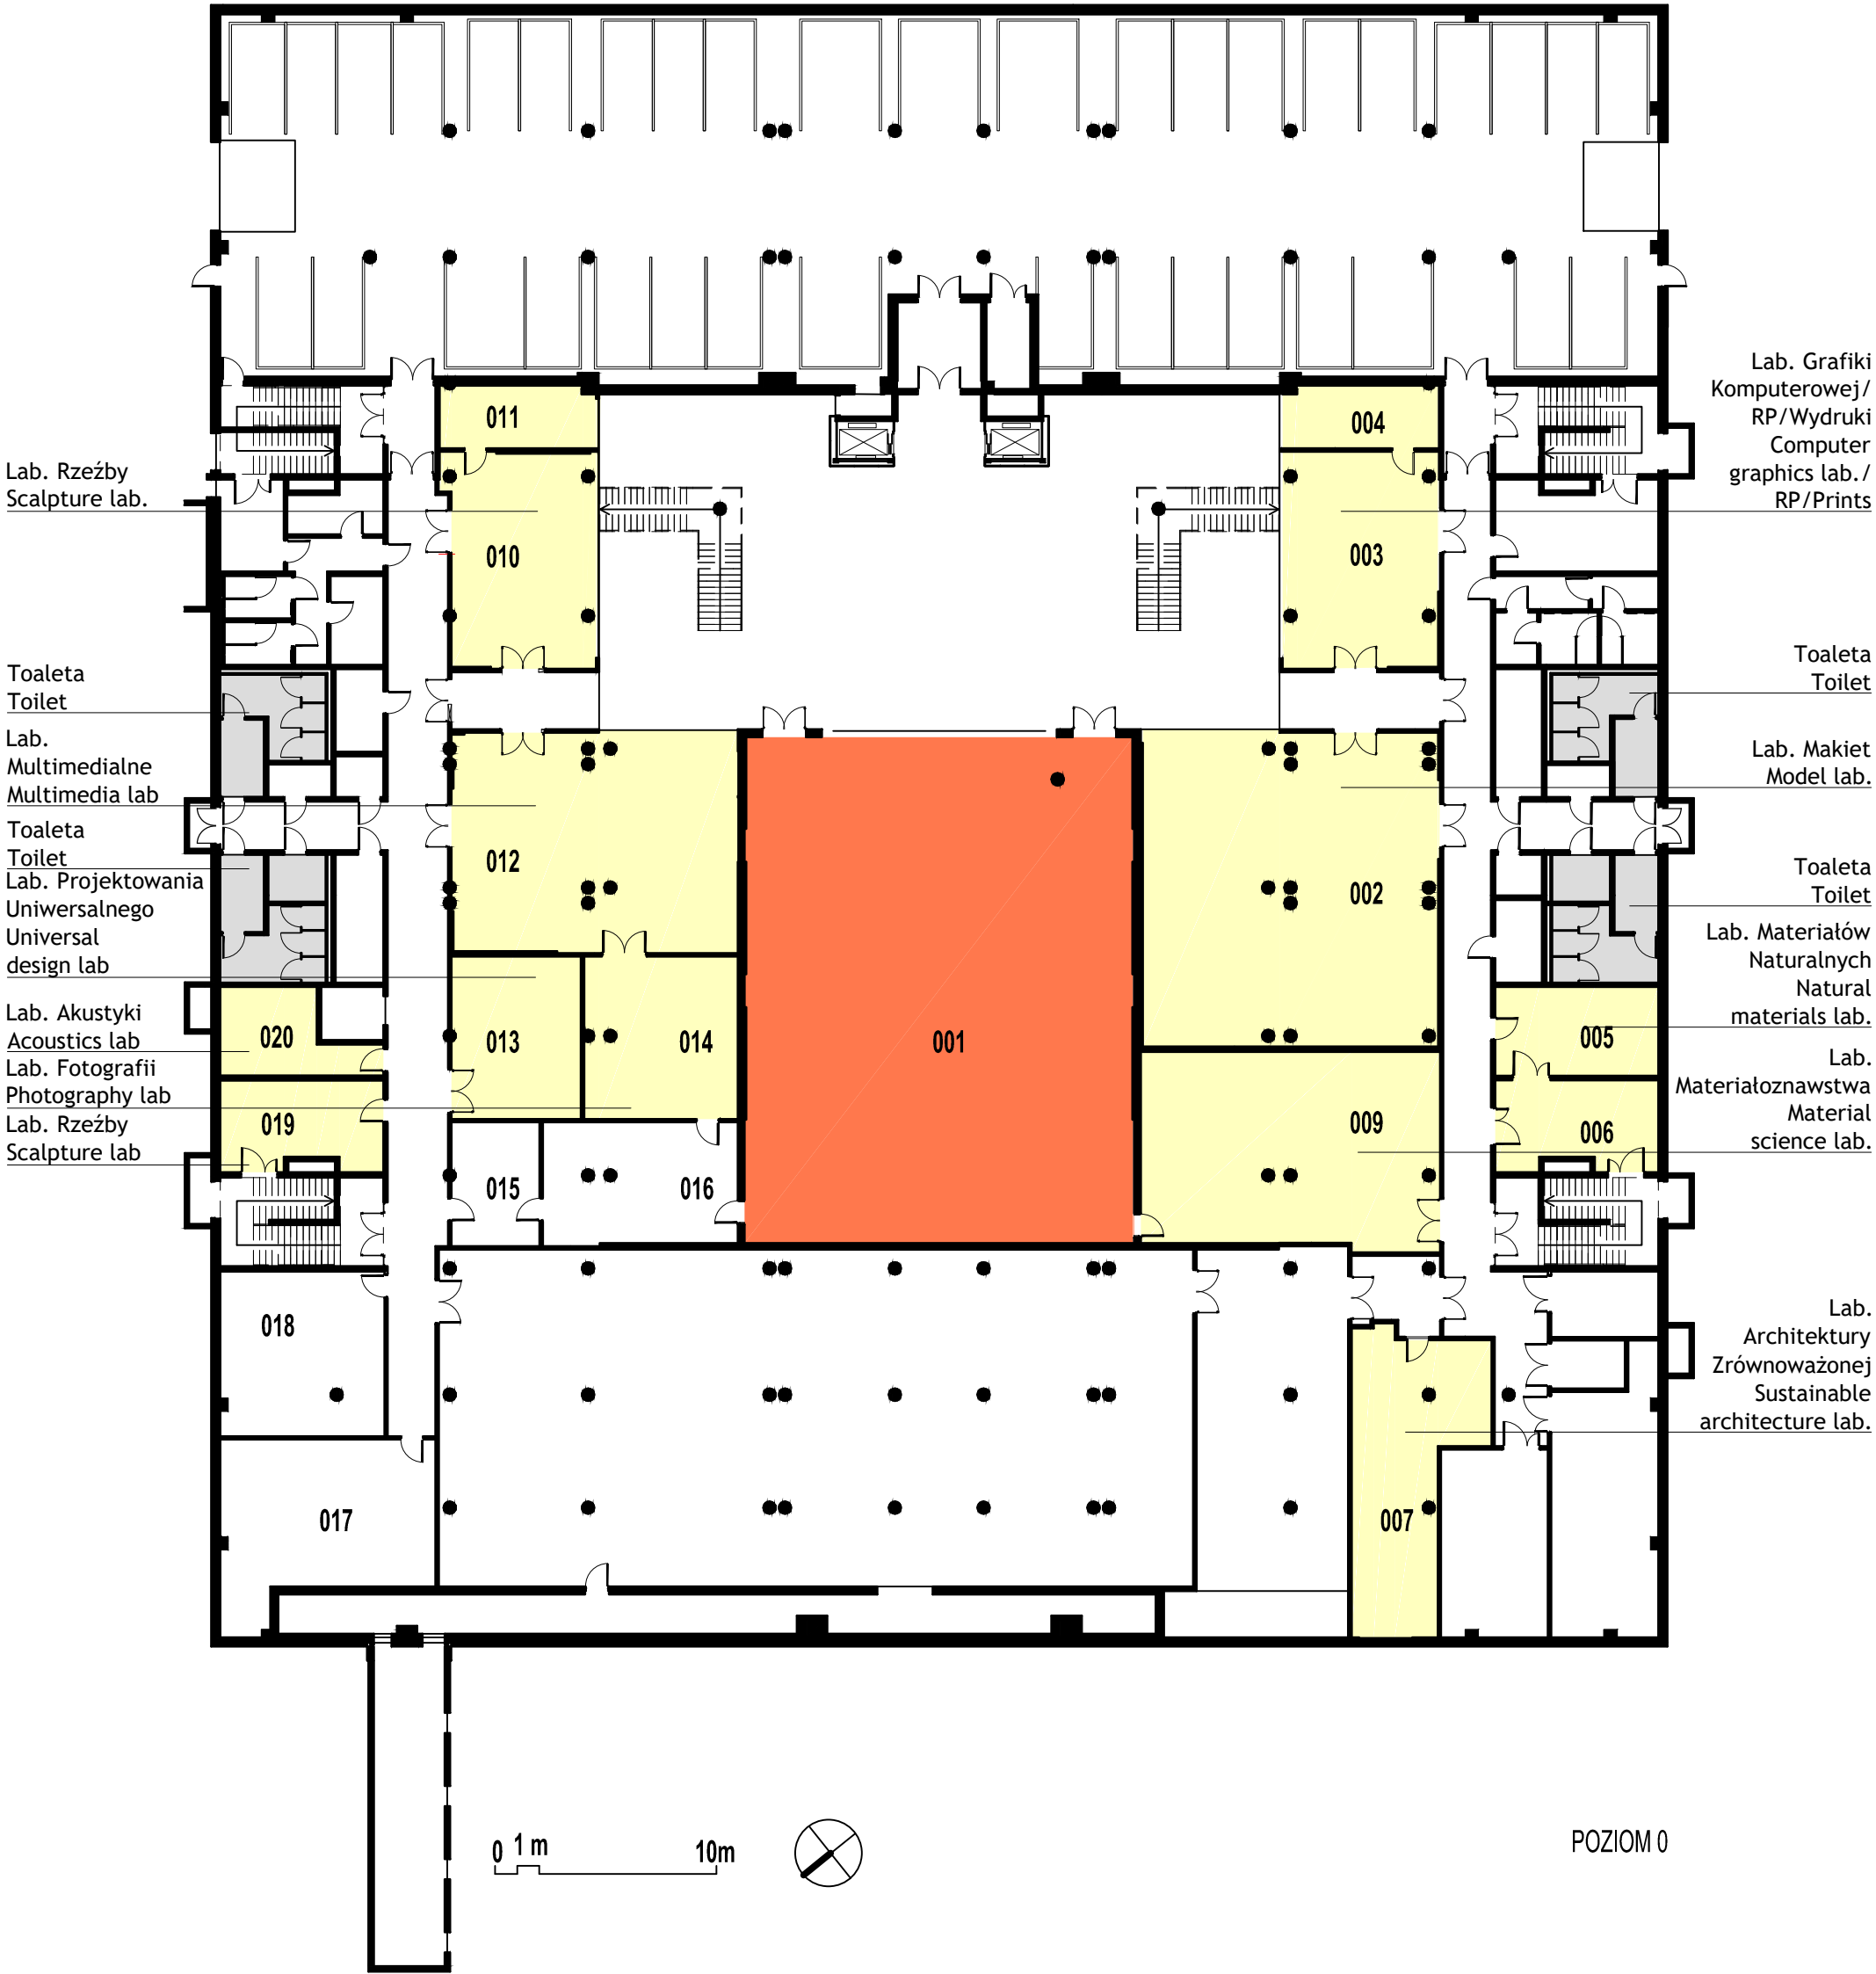 Lab. Rzeźby
Scalpture lab.
Toaleta
Toilet
Lab.
Multimedialne
Multimedia lab
Toaleta
Toilet
Lab. Projektowania
Uniwersalnego
Universal
design lab
Lab. Akustyki
Acoustics lab
Lab. Fotografii
Photography lab
Lab. Rzeźby
Scalpture lab
011
010
012
013
014
015
016
020
019
018
017
001
004
003
002
009
005
006
007
Lab. Grafiki
Komputerowej/
RP/Wydruki
Computer
graphics lab./
RP/Prints
Toaleta
Toilet
Lab. Makiet
Model lab.
Toaleta
Toilet
Lab. Materiałów
Naturalnych
Natural
materials lab.
Lab.
Materiałoznawstwa
Material
science lab.
Lab.
Architektury
Zrównoważonej
Sustainable
architecture lab.
0 1 m 10m
POZIOM 0